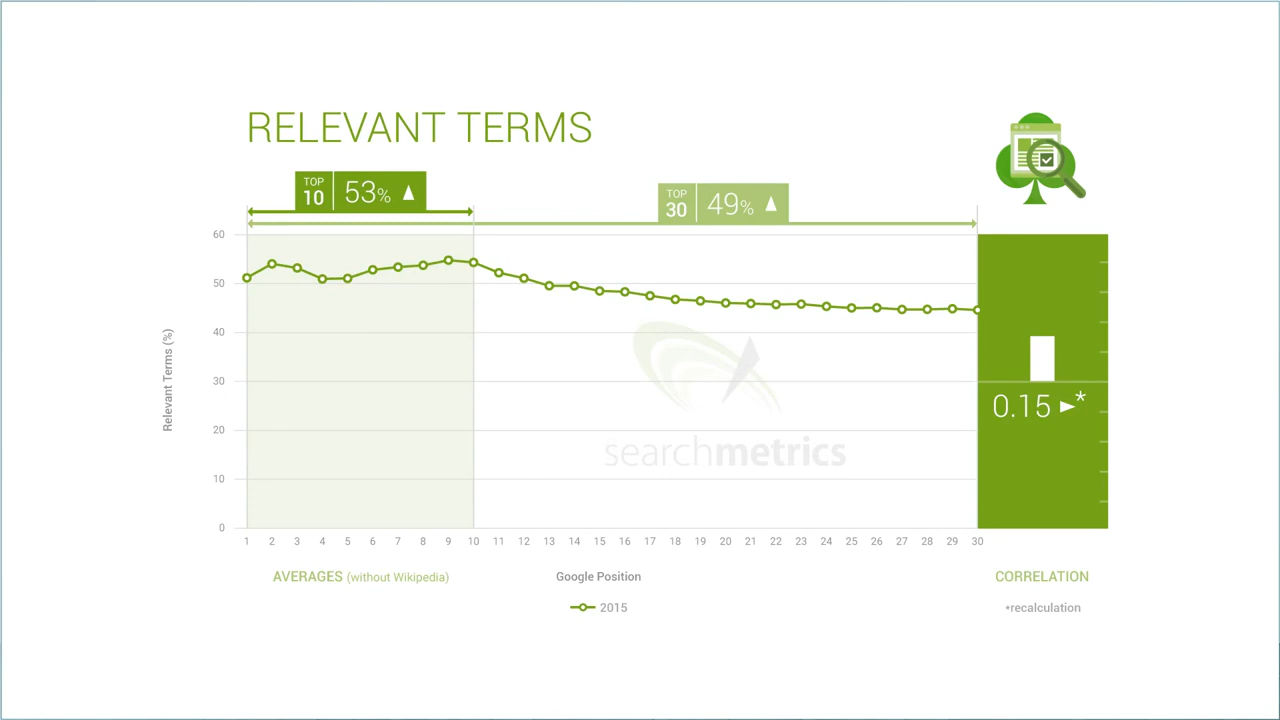 RELEVANT TERMS
TOP 10 53% ▲
TOP 30 49% ▲
60
50
40
30
20
10
0
Relevant Terms (%)
searchmetrics
0.15 ►*
1 2 3 4 5 6 7 8 9 10 11 12 13 14 15 16 17 18 19 20 21 22 23 24 25 26 27 28 29 30
AVERAGES (without Wikipedia)
Google Position
CORRELATION
2015
*recalculation